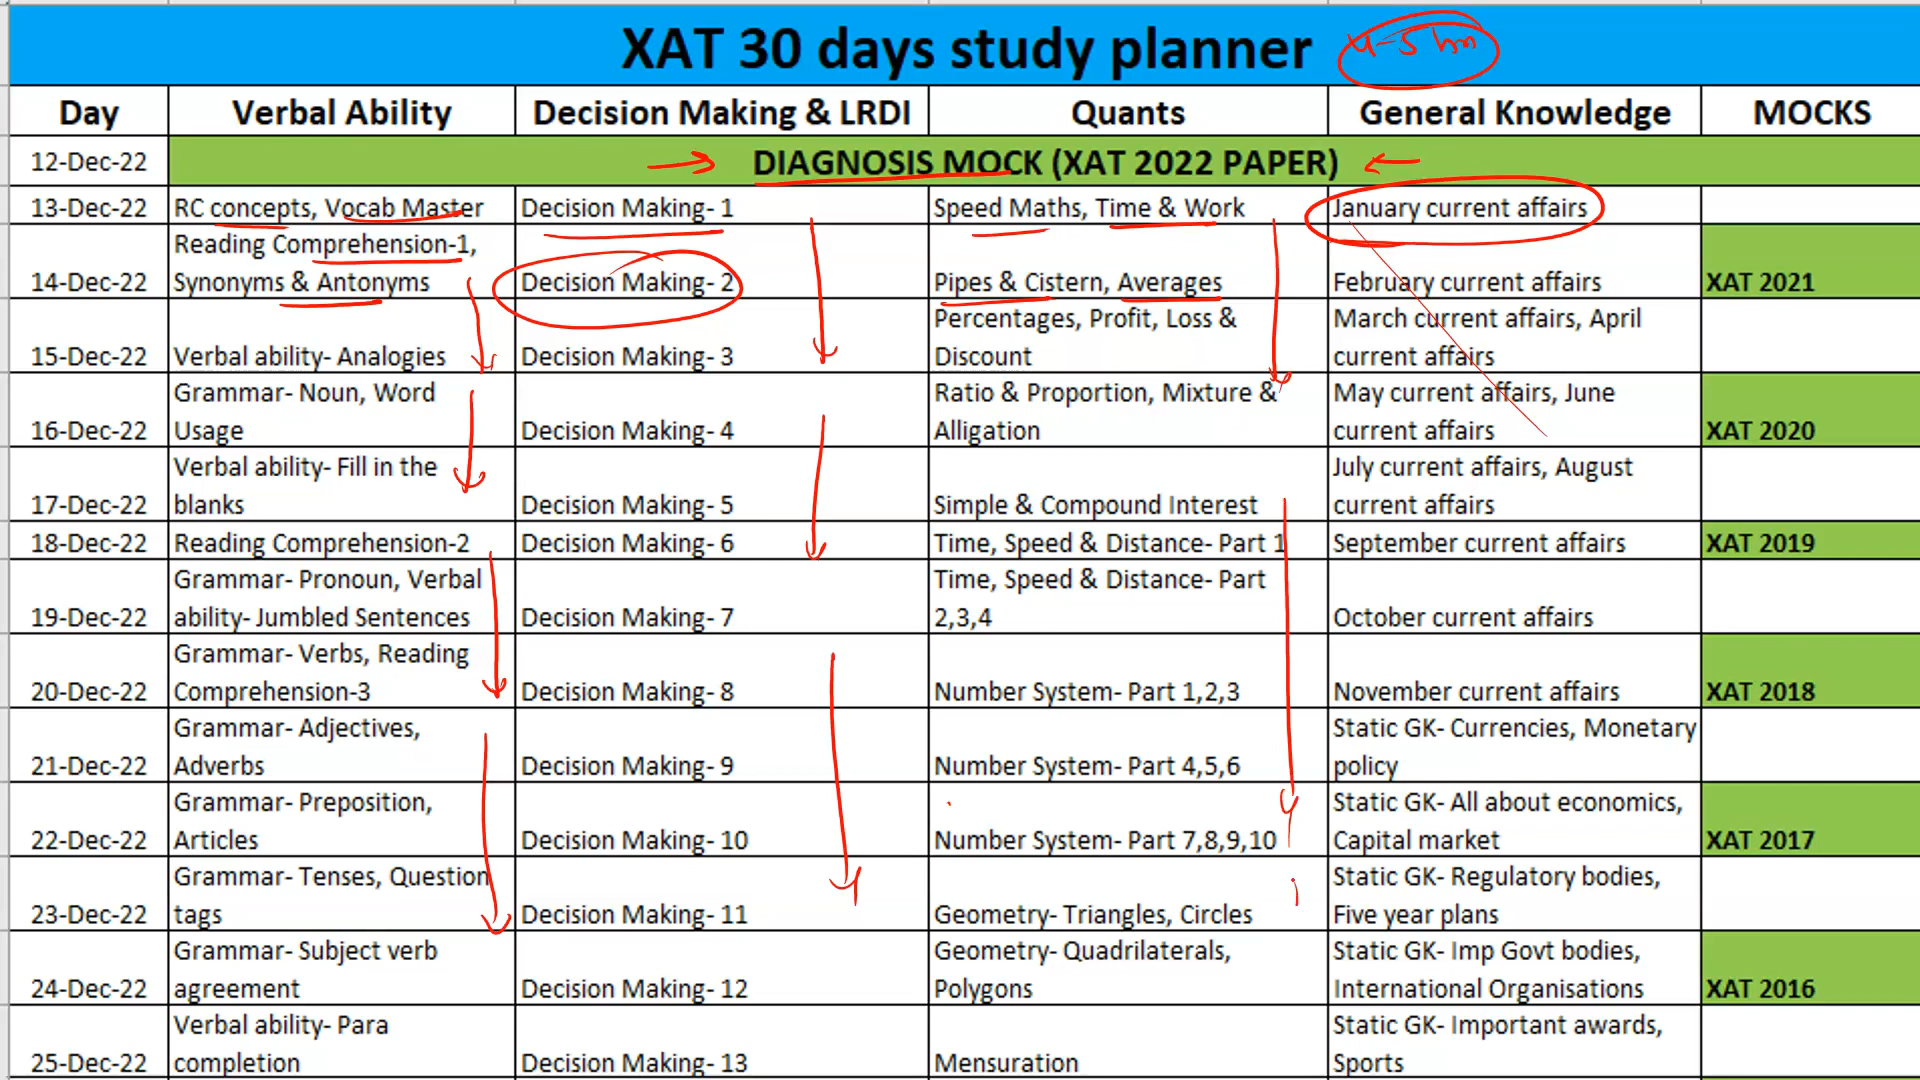 XAT 30 days study planner 4-5 hrs
Day Verbal Ability Decision Making & LRDI Quants General Knowledge MOCKS
12-Dec-22 DIAGNOSIS MOCK (XAT 2022 PAPER)
13-Dec-22 RC concepts, Vocab Master Decision Making- 1 Speed Maths, Time & Work January current affairs
Reading Comprehension-1,
14-Dec-22 Synonyms & Antonyms Decision Making- 2 Pipes & Cistern, Averages February current affairs XAT 2021
Percentages, Profit, Loss & March current affairs, April
15-Dec-22 Verbal ability- Analogies Decision Making- 3 Discount current affairs
Grammar- Noun, Word Ratio & Proportion, Mixture & May current affairs, June
16-Dec-22 Usage Decision Making- 4 Alligation current affairs XAT 2020
Verbal ability- Fill in the July current affairs, August
17-Dec-22 blanks Decision Making- 5 Simple & Compound Interest current affairs
18-Dec-22 Reading Comprehension-2 Decision Making- 6 Time, Speed & Distance- Part 1 September current affairs XAT 2019
Grammar- Pronoun, Verbal Time, Speed & Distance- Part
19-Dec-22 ability- Jumbled Sentences Decision Making- 7 2,3,4 October current affairs
Grammar- Verbs, Reading
20-Dec-22 Comprehension-3 Decision Making- 8 Number System- Part 1,2,3 November current affairs XAT 2018
Grammar- Adjectives, Static GK- Currencies, Monetary
21-Dec-22 Adverbs Decision Making- 9 Number System- Part 4,5,6 policy
Grammar- Preposition, Static GK- All about economics,
22-Dec-22 Articles Decision Making- 10 Number System- Part 7,8,9,10 Capital market XAT 2017
Grammar- Tenses, Question Static GK- Regulatory bodies,
23-Dec-22 tags Decision Making- 11 Geometry- Triangles, Circles Five year plans
Grammar- Subject verb Geometry- Quadrilaterals, Static GK- Imp Govt bodies,
24-Dec-22 agreement Decision Making- 12 Polygons International Organisations XAT 2016
Verbal ability- Para Static GK- Important awards,
25-Dec-22 completion Decision Making- 13 Mensuration Sports